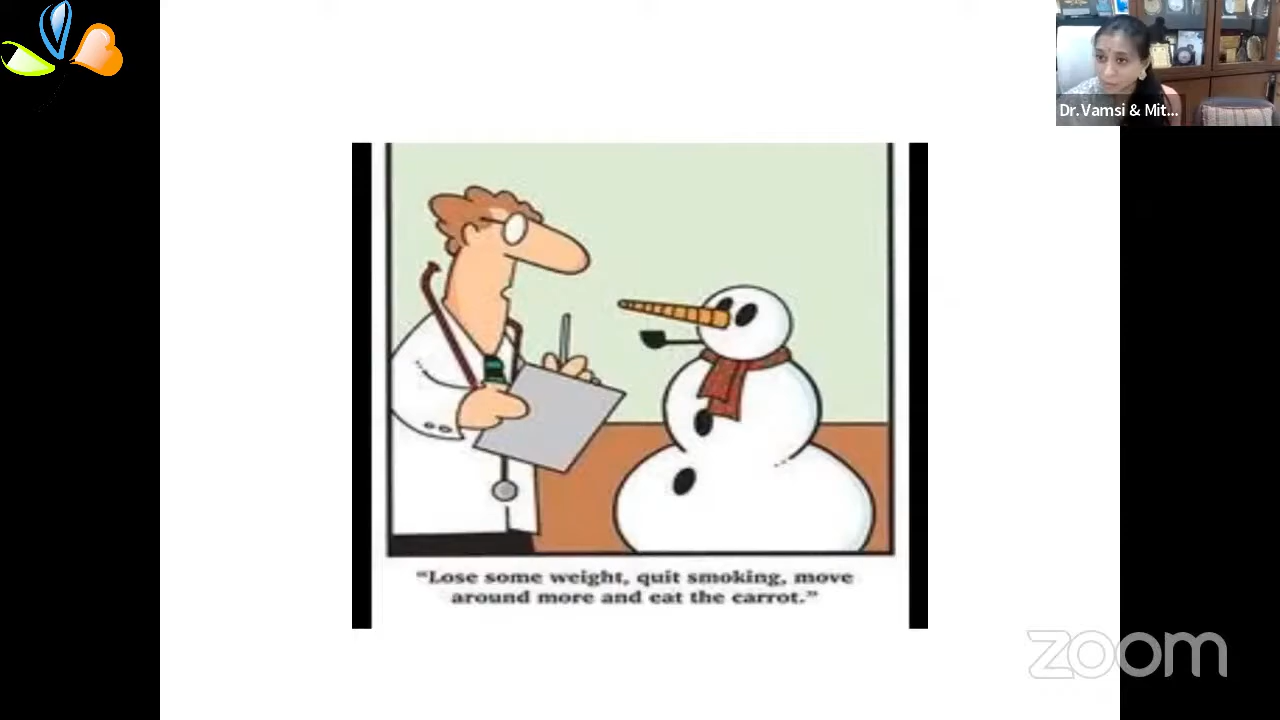 Dr.Vamsi & Mit...
"Lose some weight, quit smoking, move
around more and eat the carrot."
zoom